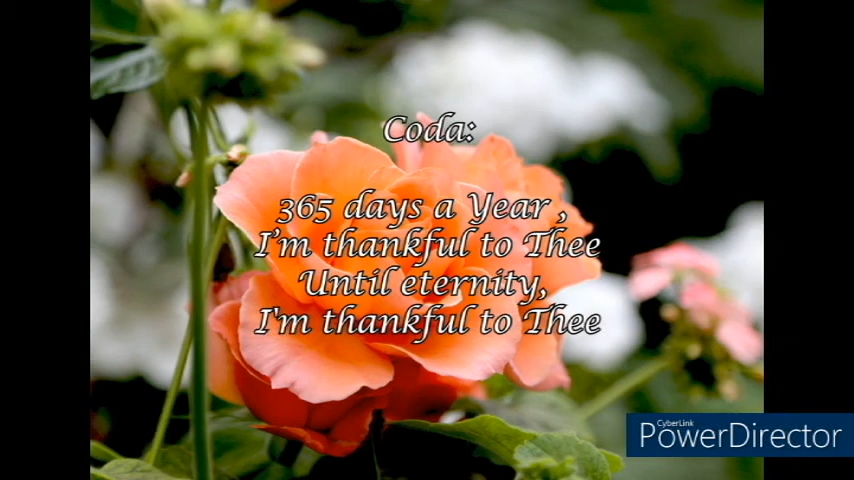 Coda:
365 days a Year ,
I'm thankful to Thee
Until eternity,
I'm thankful to Thee
CyberLink
PowerDirector